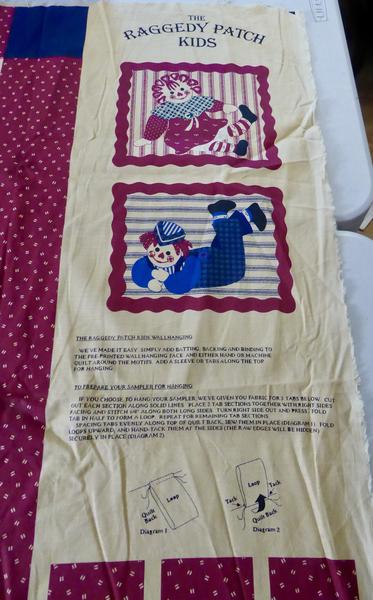 THE
RAGGEDY PATCH
KIDS
THE RAGGEDY PATCH KIDS WALLHANGING
WE'VE MADE IT EASY. SIMPLY ADD BATTING, BACKING AND BINDING TO
THE PRE-PRINTED WALLHANGING FACE AND EITHER HAND OR MACHINE
QUILT AROUND THE MOTIFS. ADD A SLEEVE OR TABS ALONG THE TOP
FOR HANGING.
TO PREPARE YOUR SAMPLER FOR HANGING
IF YOU CHOOSE TO HANG YOUR SAMPLER, WE'VE GIVEN YOU FABRIC FOR 5 TABS BELOW. CUT
OUT EACH SECTION ALONG SOLID LINES. PLACE 2 TAB SECTIONS TOGETHER WITH RIGHT SIDES
FACING AND STITCH 1/4" ALONG BOTH LONG SIDES. TURN RIGHT SIDE OUT AND PRESS. FOLD
TAB IN HALF TO FORM A LOOP. REPEAT FOR REMAINING TAB SECTIONS.
SPACING TABS EVENLY ALONG TOP OF QUILT BACK, SEW THEM IN PLACE (DIAGRAM 1). FOLD
LOOPS UPWARD, AND HAND-TACK THEM AT THE SIDES (THE RAW EDGES WILL BE HIDDEN)
SECURELY IN PLACE (DIAGRAM 2).
Loop
Quilt
Back
Diagram 1
Loop
Tack
Tack
Quilt
Back
Diagram 2